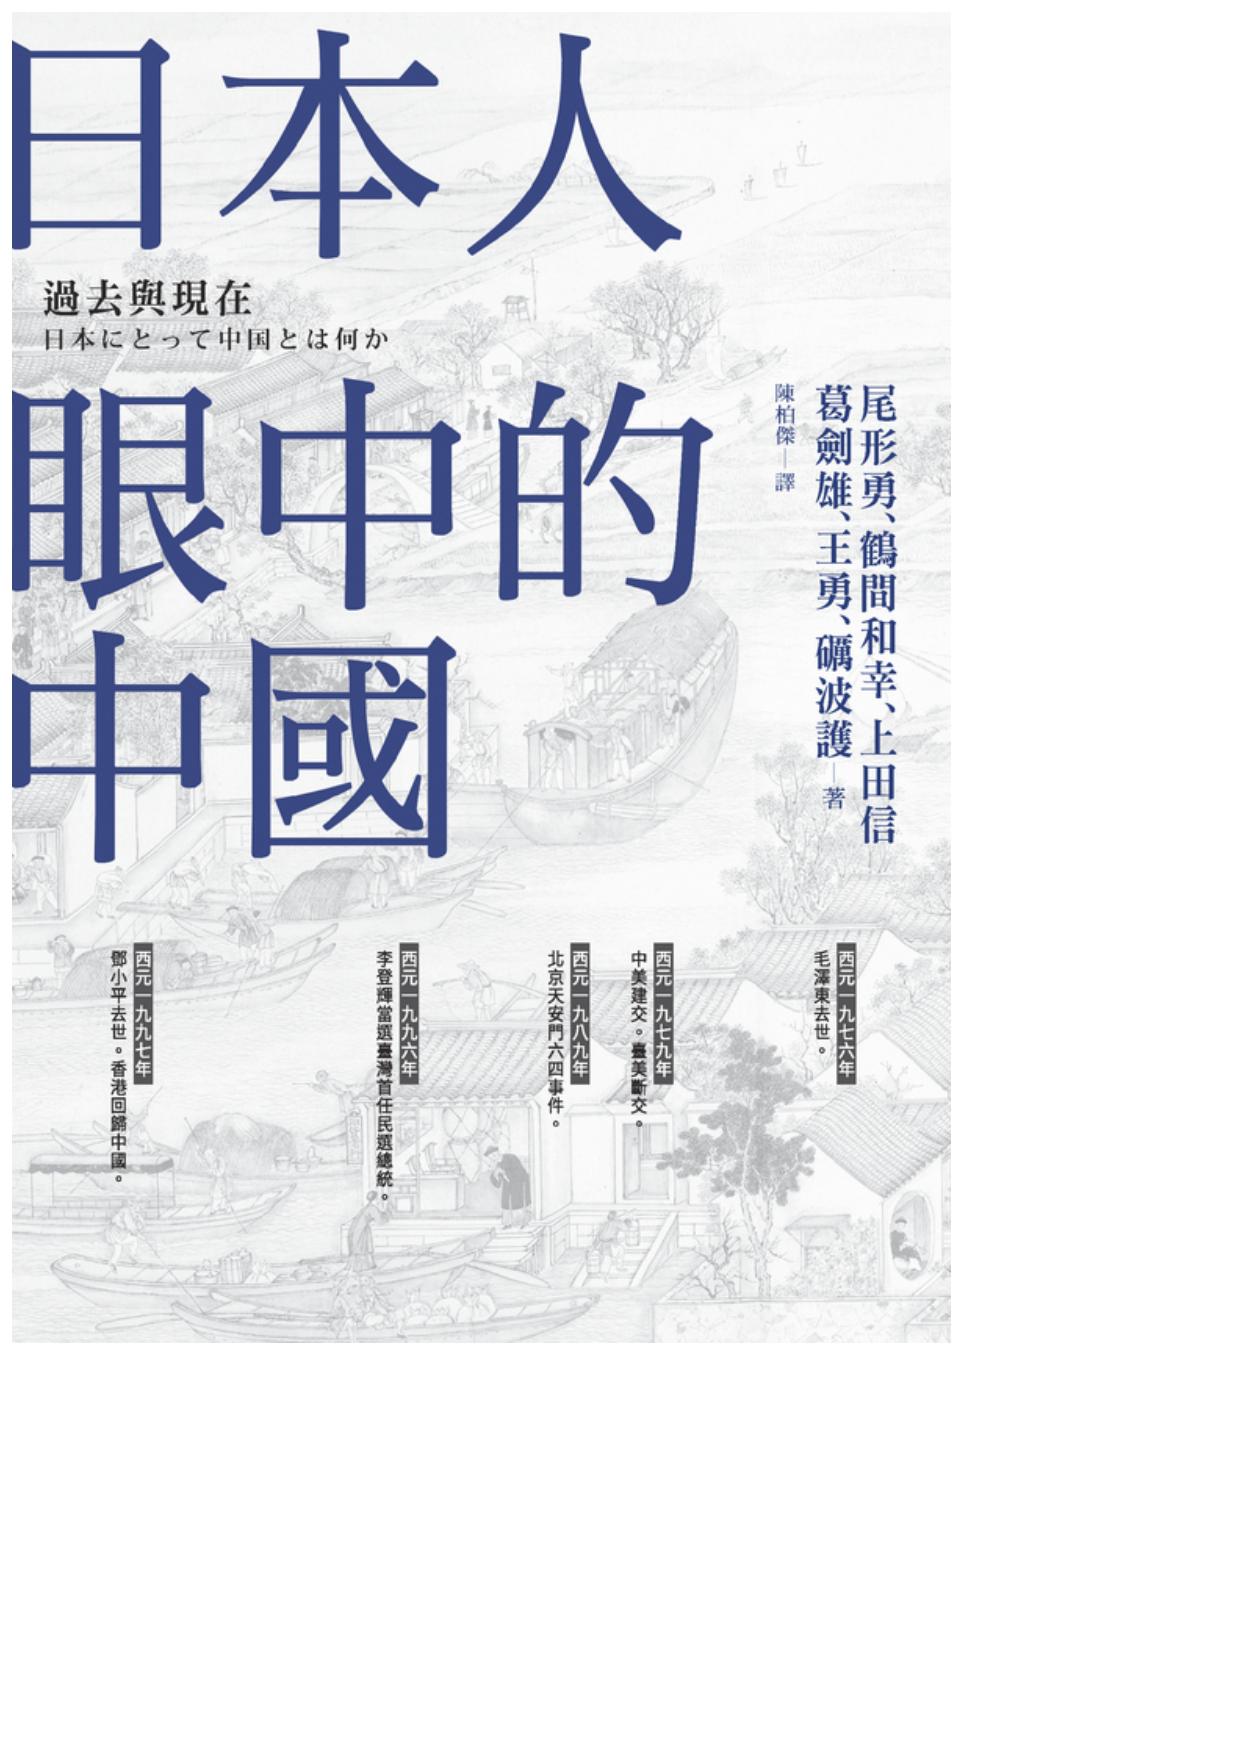 日本人
過去與現在
日本にとって中国とは何か
眼中的
中國
尾形勇、鶴間和幸、上田信
葛劍雄、王勇、礪波護—著
陳柏傑—譯
西元一九七六年
毛澤東去世。
西元一九七九年
中美建交。臺美斷交。
西元一九八九年
北京天安門六四事件。
西元一九九六年
李登輝當選臺灣首任民選總統。
西元一九九七年
鄧小平去世。香港回歸中國。